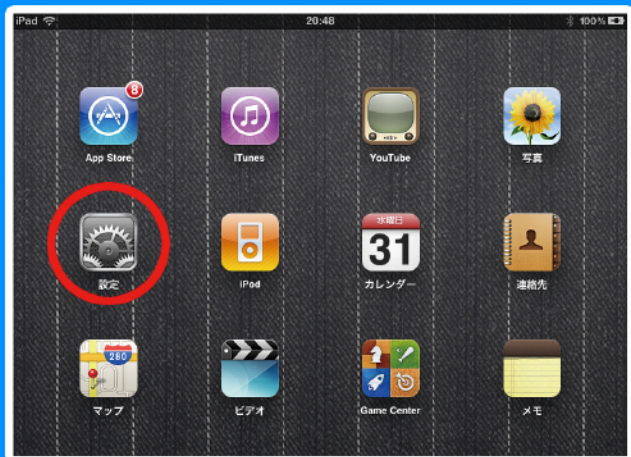 iPad 20:48 100%
8
App Store iTunes YouTube 写真
水曜日
31
設定 iPod カレンダー 連絡先
280
マップ ビデオ Game Center メモ